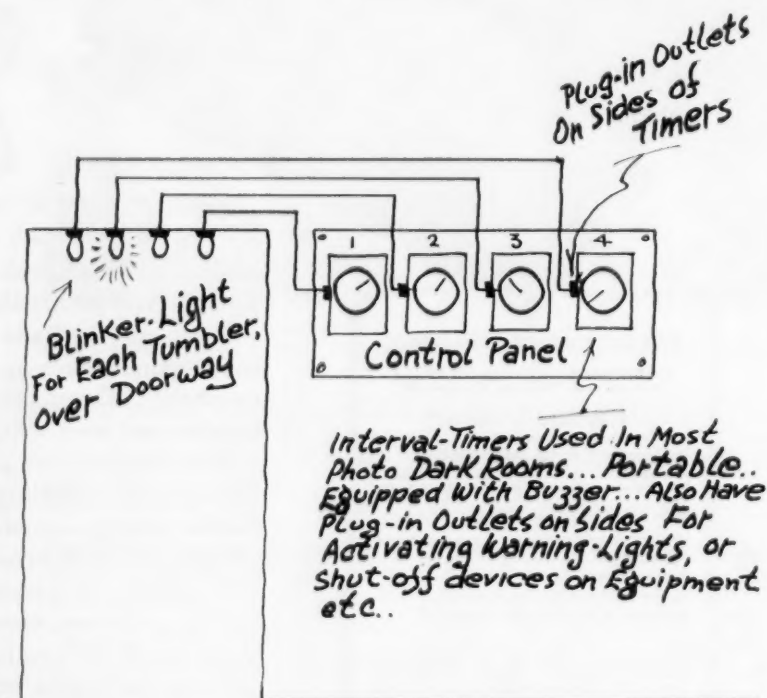 Plug-in Outlets
On Sides of
Timers
1 2 3 4
Control Panel
Blinker-Light
For Each Tumbler,
over Doorway
Interval-Timers Used In Most
Photo Dark Rooms... Portable..
Equipped With Buzzer... Also Have
Plug-in Outlets on Sides For
Activating Warning-Lights, or
Shut-off devices on Equipment
etc..